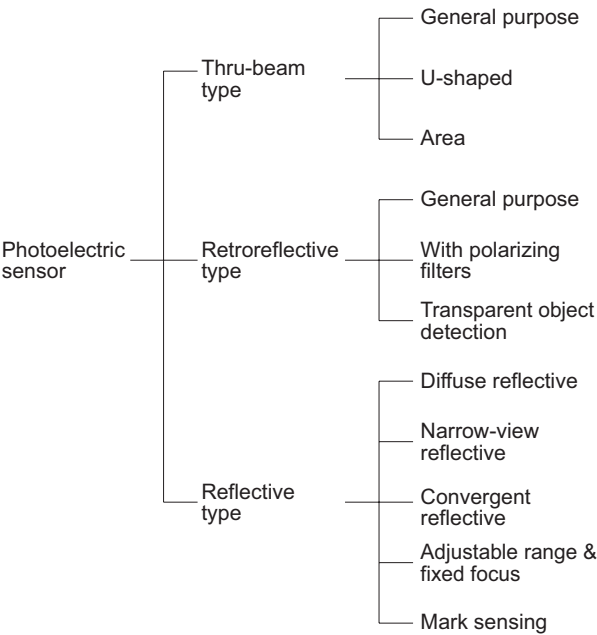 General purpose
Thru-beam
type
U-shaped
Area
General purpose
Photoelectric
sensor
Retroreflective
type
With polarizing
filters
Transparent object
detection
Diffuse reflective
Narrow-view
reflective
Reflective
type
Convergent
reflective
Adjustable range &
fixed focus
Mark sensing